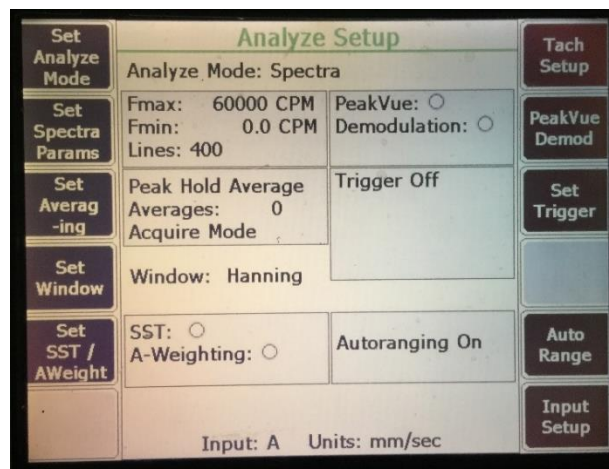 Analyze Setup
Set
Analyze
Mode
Analyze Mode: Spectra
Tach
Setup
Set
Spectra
Params
Fmax: 60000 CPM
Fmin: 0.0 CPM
Lines: 400
PeakVue:
Demodulation:
PeakVue
Demod
Set
Averag
-ing
Peak Hold Average
Averages: 0
Acquire Mode
Trigger Off
Set
Trigger
Set
Window
Window: Hanning
Set
SST /
AWeight
SST:
A-Weighting:
Autoranging On
Auto
Range
Input: A Units: mm/sec
Input
Setup